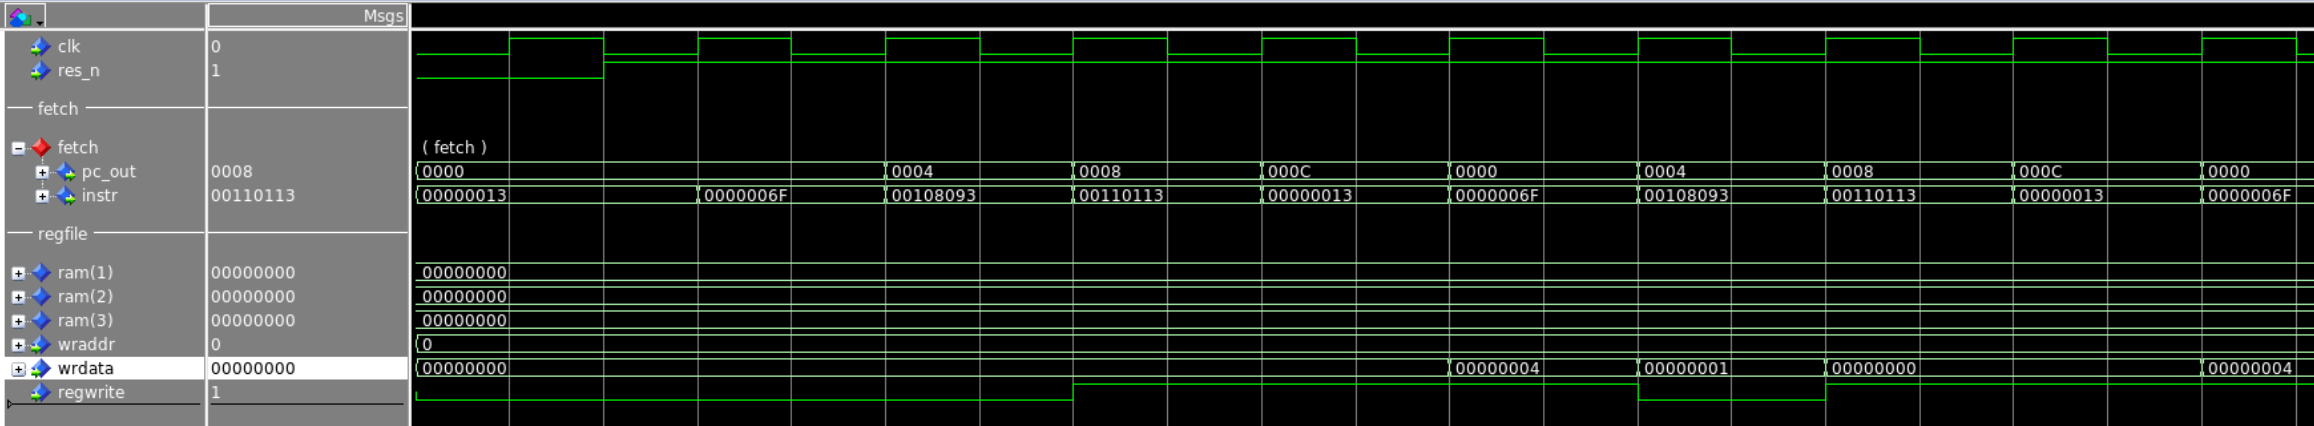 Msgs
clk 0
res_n 1
fetch
fetch ( fetch )
pc_out 0008 0000 0004 0008 000C 0000 0004 0008 000C 0000
instr 00110113 00000013 0000006F 00108093 00110113 00000013 0000006F 00108093 00110113 00000013 0000006F
regfile
ram(1) 00000000 00000000
ram(2) 00000000 00000000
ram(3) 00000000 00000000
wraddr 0 0
wrdata 00000000 00000000 00000004 00000001 00000000 00000004
regwrite 1